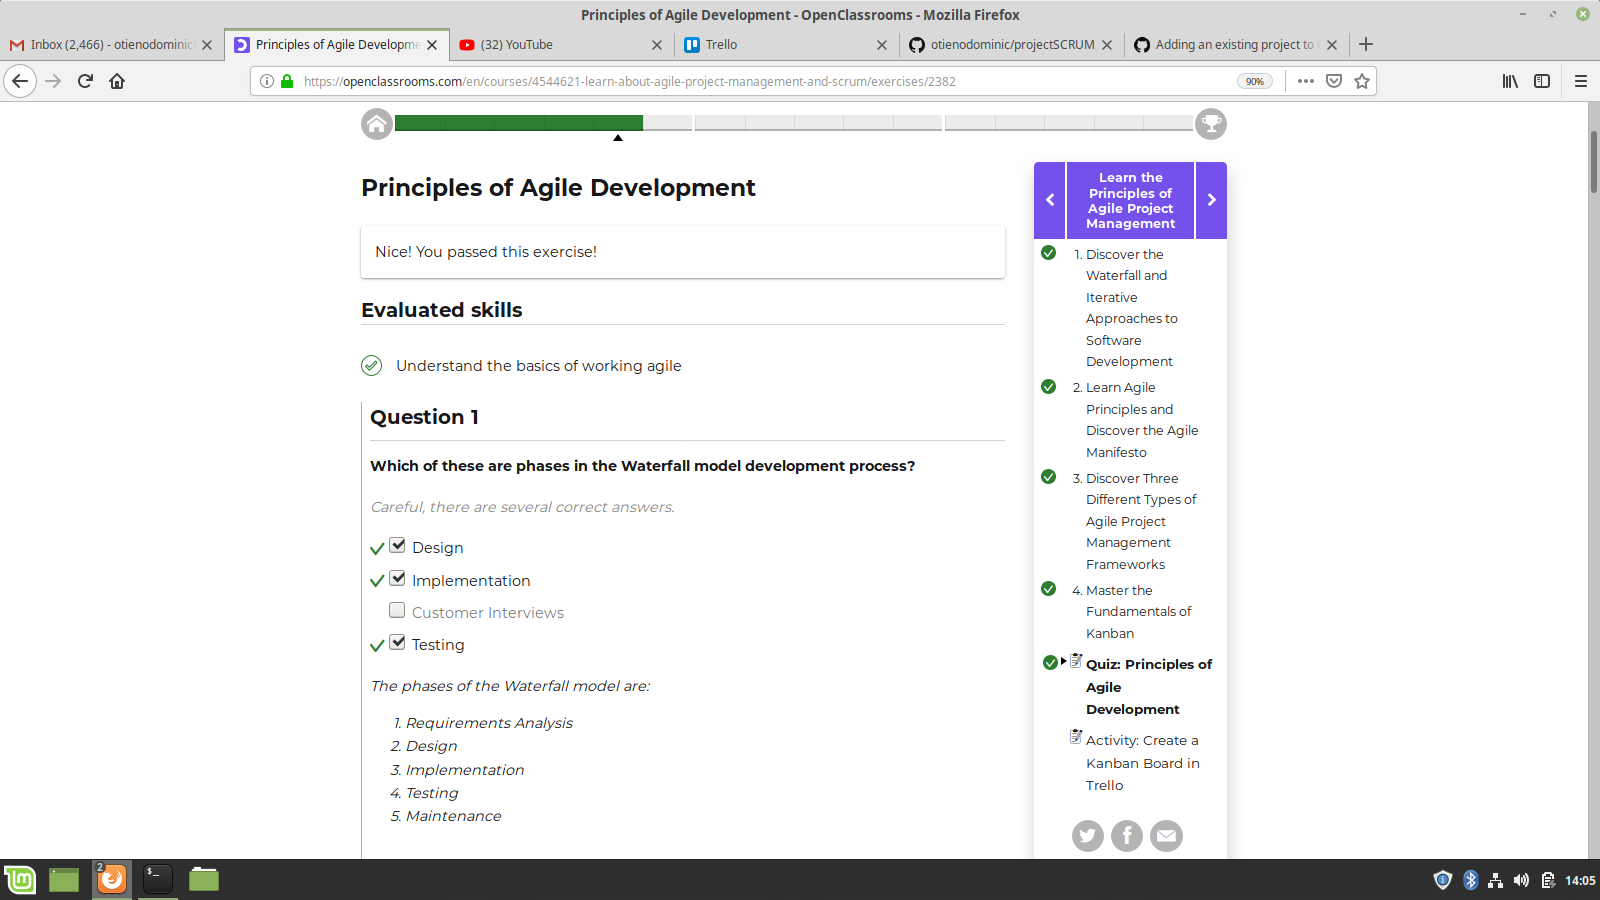 Principles of Agile Development - OpenClassrooms - Mozilla Firefox
Inbox (2,466) - otienodominic
Principles of Agile Developme
(32) YouTube
Trello
otienodominic/projectSCRUM
Adding an existing project to
https://openclassrooms.com/en/courses/4544621-learn-about-agile-project-management-and-scrum/exercises/2382
90%
Principles of Agile Development
Nice! You passed this exercise!
Evaluated skills
Understand the basics of working agile
Question 1
Which of these are phases in the Waterfall model development process?
Careful, there are several correct answers.
Design
Implementation
Customer Interviews
Testing
The phases of the Waterfall model are:
1. Requirements Analysis
2. Design
3. Implementation
4. Testing
5. Maintenance
Learn the
Principles of
Agile Project
Management
1. Discover the
Waterfall and
Iterative
Approaches to
Software
Development
2. Learn Agile
Principles and
Discover the Agile
Manifesto
3. Discover Three
Different Types of
Agile Project
Management
Frameworks
4. Master the
Fundamentals of
Kanban
Quiz: Principles of
Agile
Development
Activity: Create a
Kanban Board in
Trello
2
$_
14:05